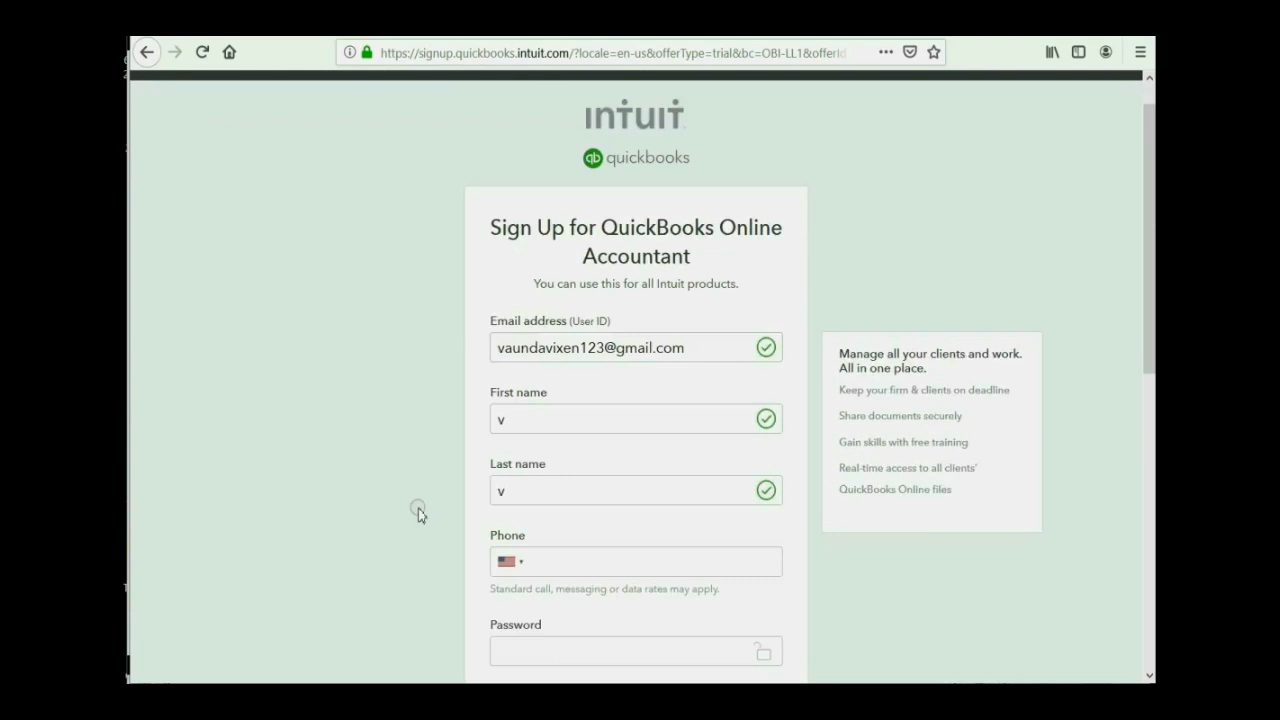 https://signup.quickbooks.intuit.com/?locale=en-us&offerType=trial&bc=OBI-LL1&offerId
intuit
qb quickbooks
Sign Up for QuickBooks Online
Accountant
You can use this for all Intuit products.
Email address (User ID)
vaundavixen123@gmail.com
First name
v
Last name
v
Phone
Standard call, messaging or data rates may apply.
Password
Manage all your clients and work.
All in one place.
Keep your firm & clients on deadline
Share documents securely
Gain skills with free training
Real-time access to all clients'
QuickBooks Online files